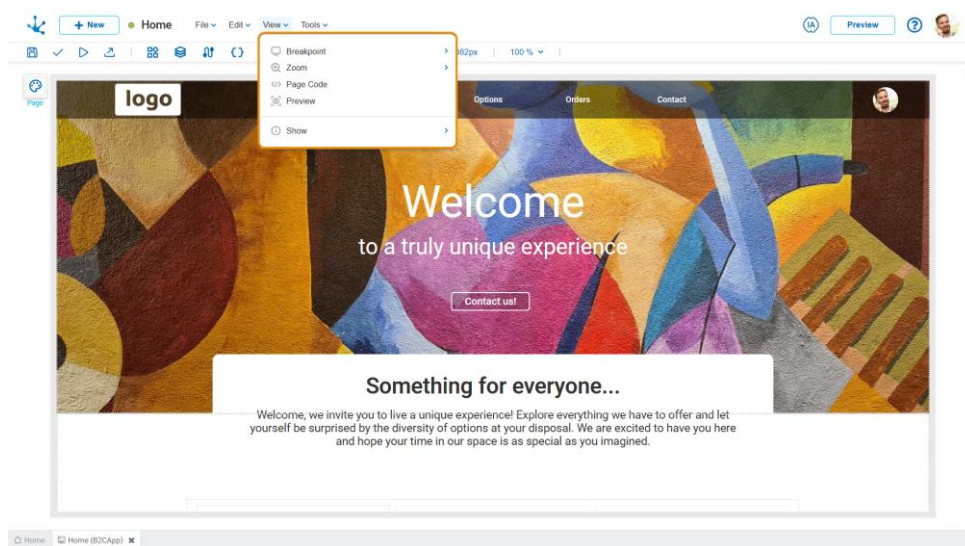 + New
Home
File
Edit
View
Tools
IA
Preview
?
Breakpoint
Zoom
Page Code
Preview
Show
100 %
Page
logo
Options
Orders
Contact
Welcome
to a truly unique experience
Contact us!
Something for everyone...
Welcome, we invite you to live a unique experience! Explore everything we have to offer and let
yourself be surprised by the diversity of options at your disposal. We are excited to have you here
and hope your time in our space is as special as you imagined.
Home
Home (B2CApp)